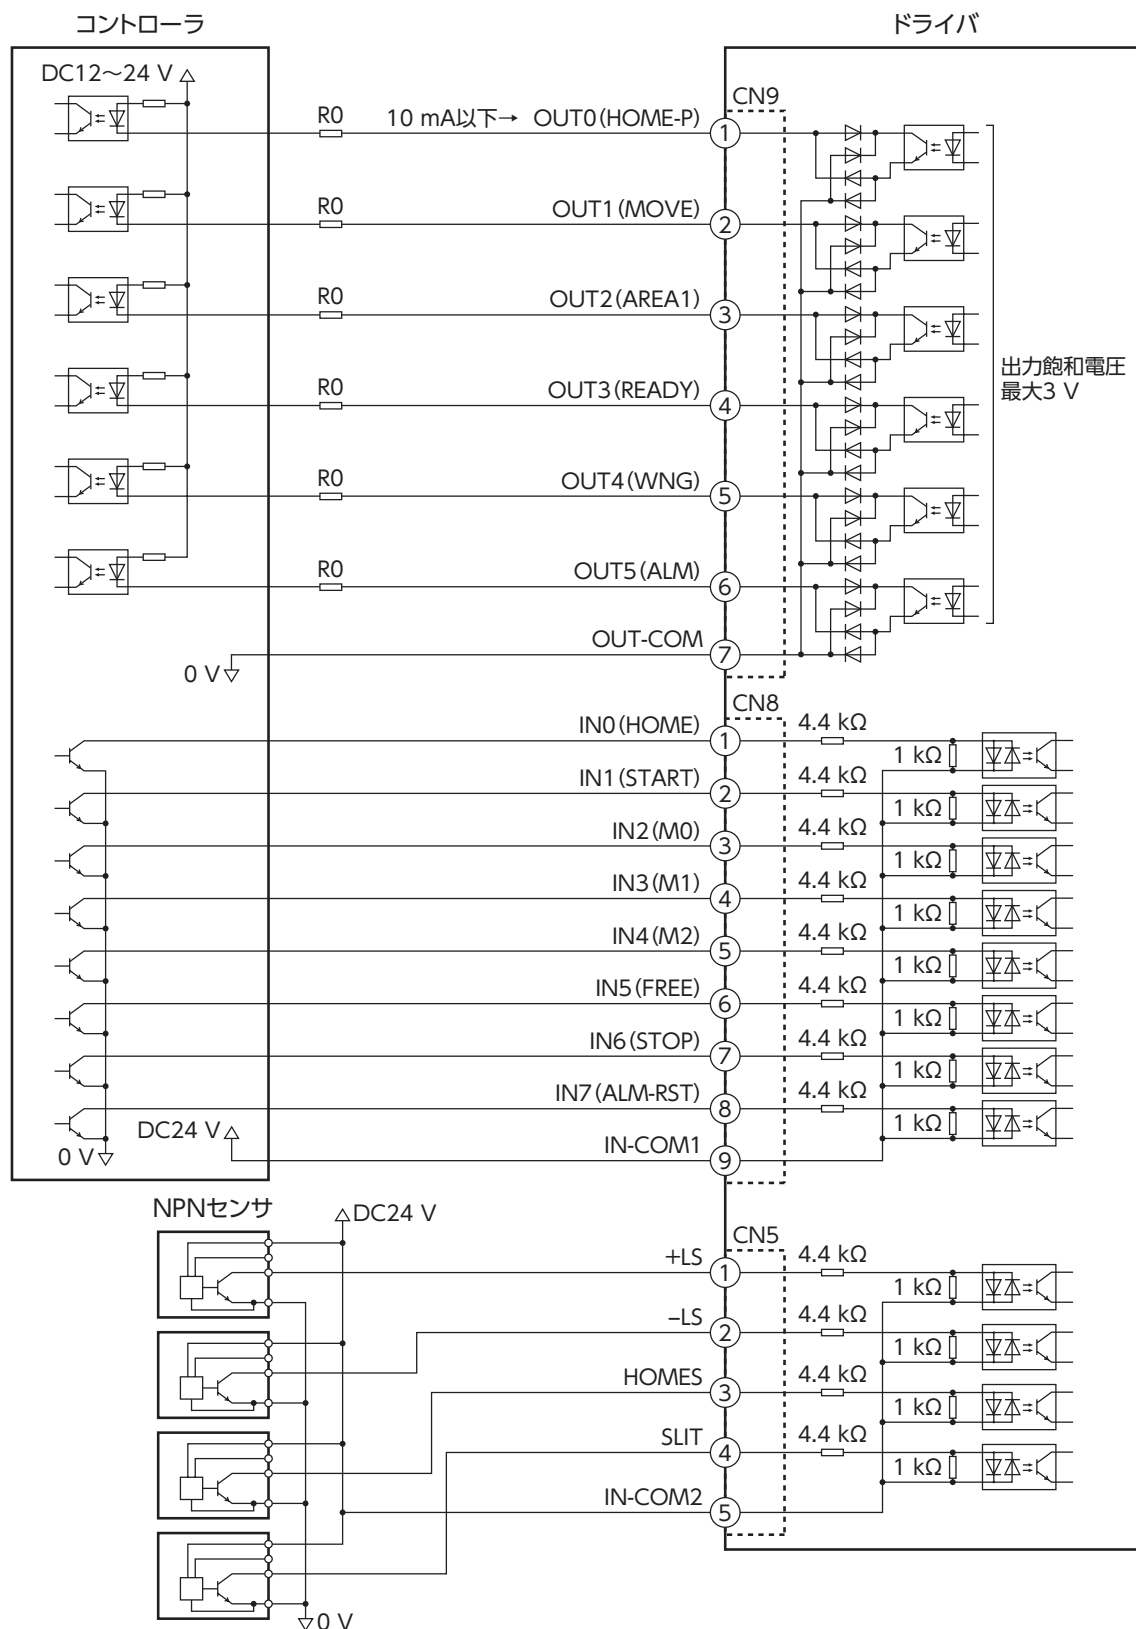 コントローラ
ドライバ
DC12～24 V
CN9
R0
10 mA以下→ OUT0(HOME-P)
1
R0
OUT1(MOVE)
2
R0
OUT2(AREA1)
3
出力飽和電圧
最大3 V
R0
OUT3(READY)
4
R0
OUT4(WNG)
5
R0
OUT5(ALM)
6
OUT-COM
7
0 V
CN8
IN0(HOME)
1
4.4 kΩ
1 kΩ
IN1(START)
2
4.4 kΩ
1 kΩ
IN2(M0)
3
4.4 kΩ
1 kΩ
IN3(M1)
4
4.4 kΩ
1 kΩ
IN4(M2)
5
4.4 kΩ
1 kΩ
IN5(FREE)
6
4.4 kΩ
1 kΩ
IN6(STOP)
7
4.4 kΩ
1 kΩ
IN7(ALM-RST)
8
4.4 kΩ
1 kΩ
DC24 V
0 V
IN-COM1
9
NPNセンサ
DC24 V
CN5
+LS
1
4.4 kΩ
1 kΩ
–LS
2
4.4 kΩ
1 kΩ
HOMES
3
4.4 kΩ
1 kΩ
SLIT
4
4.4 kΩ
1 kΩ
IN-COM2
5
0 V